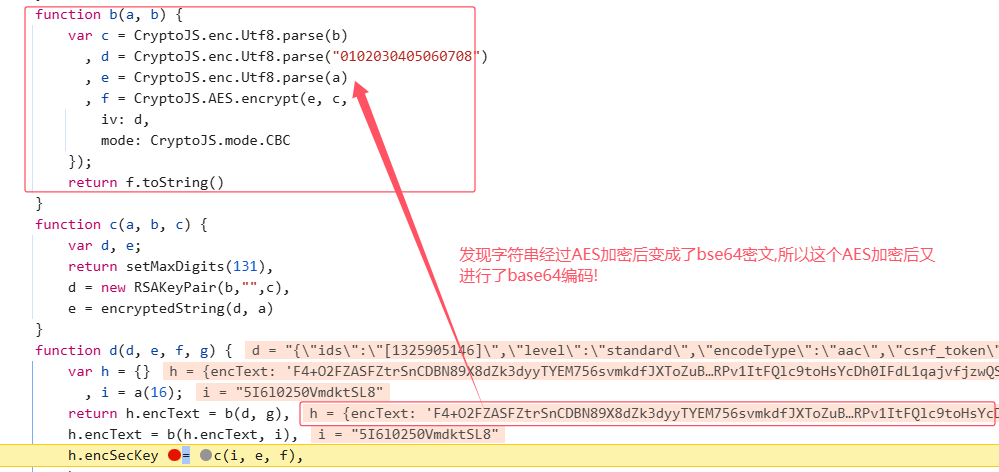 function b(a, b) {
var c = CryptoJS.enc.Utf8.parse(b)
, d = CryptoJS.enc.Utf8.parse("0102030405060708")
, e = CryptoJS.enc.Utf8.parse(a)
, f = CryptoJS.AES.encrypt(e, c,
iv: d,
mode: CryptoJS.mode.CBC
});
return f.toString()
}
function c(a, b, c) {
var d, e;
return setMaxDigits(131),
d = new RSAKeyPair(b,"",c),
e = encryptedString(d, a)
}
发现字符串经过AES加密后变成了bse64密文,所以这个AES加密后又
进行了base64编码!
function d(d, e, f, g) { d = "{\"ids\":\"[1325905146]\",\"level\":\"standard\",\"encodeType\":\"aac\",\"csrf_token\"
var h = {} h = {encText: 'F4+O2FZASFZtrSnCDBN89X8dZk3dyyTYEM756svmkdfJXToZuB…RPv1ItFQlc9toHsYcDh0IFdL1qajvfjzwQS
, i = a(16); i = "5I6l0250VmdktSL8"
return h.encText = b(d, g), h = {encText: 'F4+O2FZASFZtrSnCDBN89X8dZk3dyyTYEM756svmkdfJXToZuB…RPv1ItFQlc9toHsYcD
h.encText = b(h.encText, i), i = "5I6l0250VmdktSL8"
h.encSecKey = c(i, e, f),